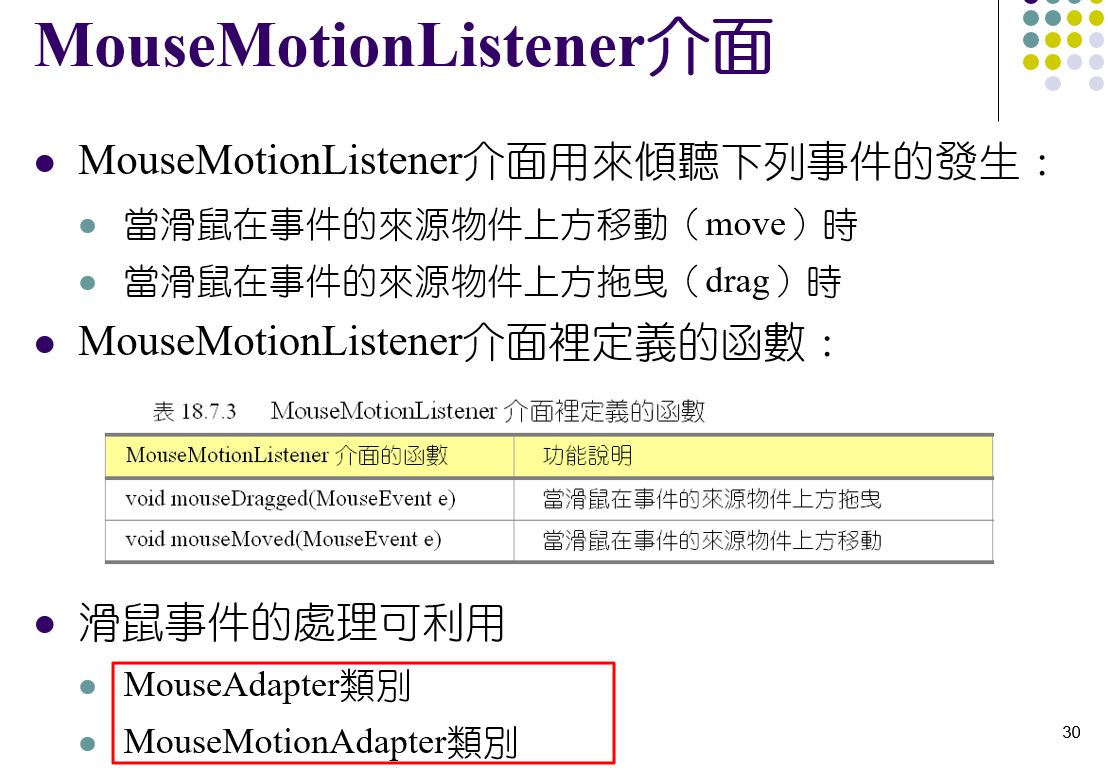 MouseMotionListener介面
MouseMotionListener介面用來傾聽下列事件的發生：
當滑鼠在事件的來源物件上方移動（move）時
當滑鼠在事件的來源物件上方拖曳（drag）時
MouseMotionListener介面裡定義的函數：
表 18.7.3 MouseMotionListener 介面裡定義的函數
MouseMotionListener 介面的函數 功能說明
void mouseDragged(MouseEvent e) 當滑鼠在事件的來源物件上方拖曳
void mouseMoved(MouseEvent e) 當滑鼠在事件的來源物件上方移動
滑鼠事件的處理可利用
MouseAdapter類別
MouseMotionAdapter類別
30